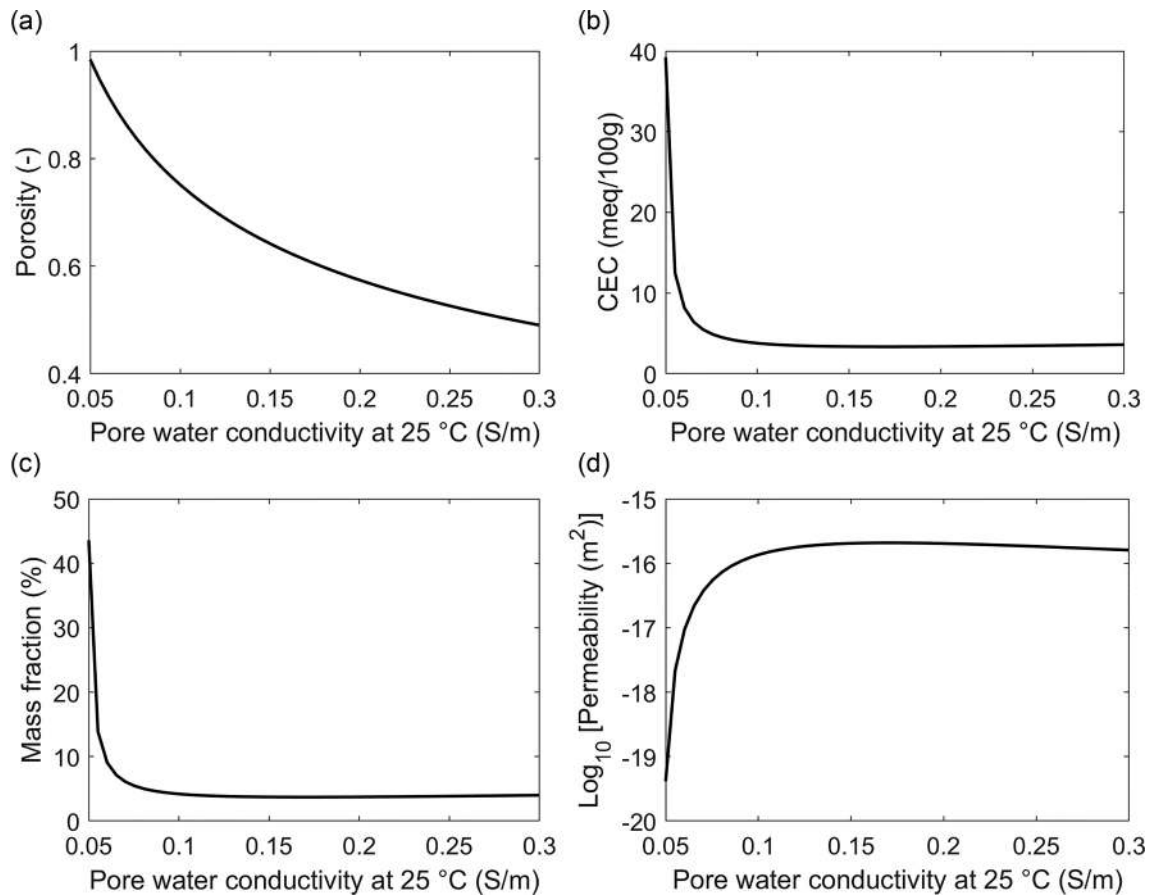 (a)
1
0.8
0.6
0.4
Porosity (-)
0.05 0.1 0.15 0.2 0.25 0.3
Pore water conductivity at 25 °C (S/m)
(b)
40
30
20
10
0
CEC (meq/100g)
0.05 0.1 0.15 0.2 0.25 0.3
Pore water conductivity at 25 °C (S/m)
(c)
50
40
30
20
10
0
Mass fraction (%)
0.05 0.1 0.15 0.2 0.25 0.3
Pore water conductivity at 25 °C (S/m)
(d)
-15
-16
-17
-18
-19
-20
Log10 [Permeability (m²)]
0.05 0.1 0.15 0.2 0.25 0.3
Pore water conductivity at 25 °C (S/m)